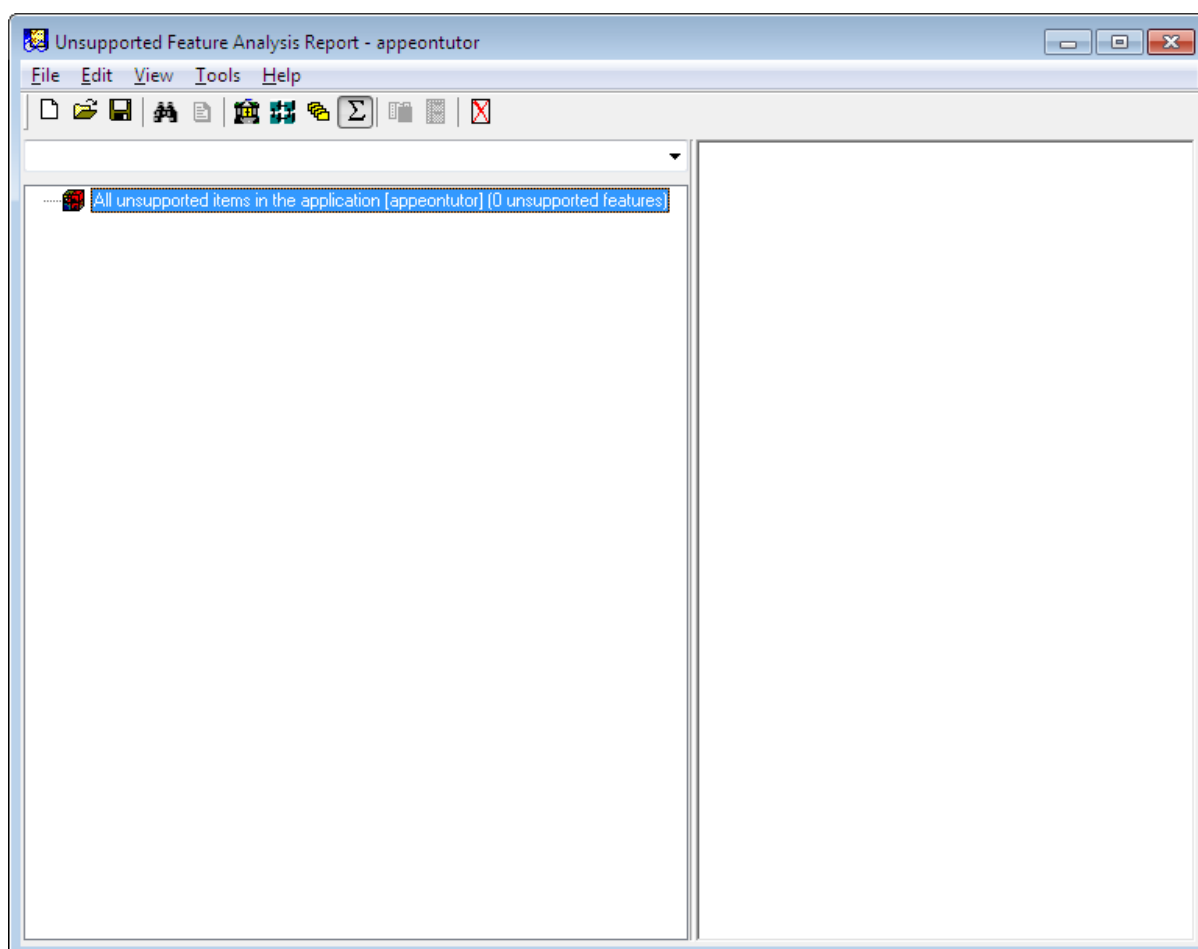 Unsupported Feature Analysis Report - appeontutor
File Edit View Tools Help
Σ
All unsupported items in the application [appeontutor] (0 unsupported features)